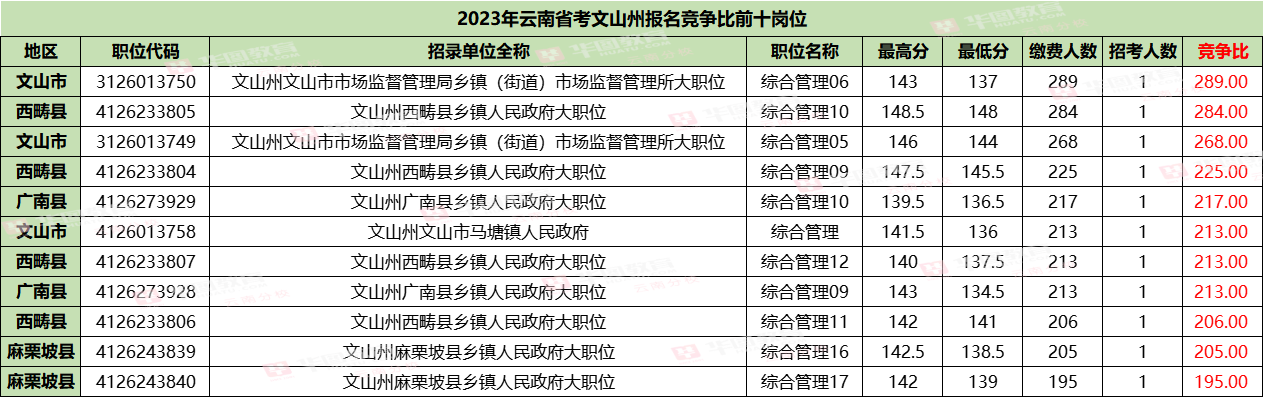 2023年云南省考文山州报名竞争比前十岗位
地区 职位代码 招录单位全称 职位名称 最高分 最低分 缴费人数 招考人数 竞争比
文山市 3126013750 文山州文山市市场监督管理局乡镇（街道）市场监督管理所大职位 综合管理06 143 137 289 1 289.00
西畴县 4126233805 文山州西畴县乡镇人民政府大职位 综合管理10 148.5 148 284 1 284.00
文山市 3126013749 文山州文山市市场监督管理局乡镇（街道）市场监督管理所大职位 综合管理05 146 144 268 1 268.00
西畴县 4126233804 文山州西畴县乡镇人民政府大职位 综合管理09 147.5 145.5 225 1 225.00
广南县 4126273929 文山州广南县乡镇人民政府大职位 综合管理10 139.5 136.5 217 1 217.00
文山市 4126013758 文山州文山市马塘镇人民政府 综合管理 141.5 136 213 1 213.00
西畴县 4126233807 文山州西畴县乡镇人民政府大职位 综合管理12 140 137.5 213 1 213.00
广南县 4126273928 文山州广南县乡镇人民政府大职位 综合管理09 143 134.5 213 1 213.00
西畴县 4126233806 文山州西畴县乡镇人民政府大职位 综合管理11 142 141 206 1 206.00
麻栗坡县 4126243839 文山州麻栗坡县乡镇人民政府大职位 综合管理16 142.5 138.5 205 1 205.00
麻栗坡县 4126243840 文山州麻栗坡县乡镇人民政府大职位 综合管理17 142 139 195 1 195.00
华图教育
云南分校